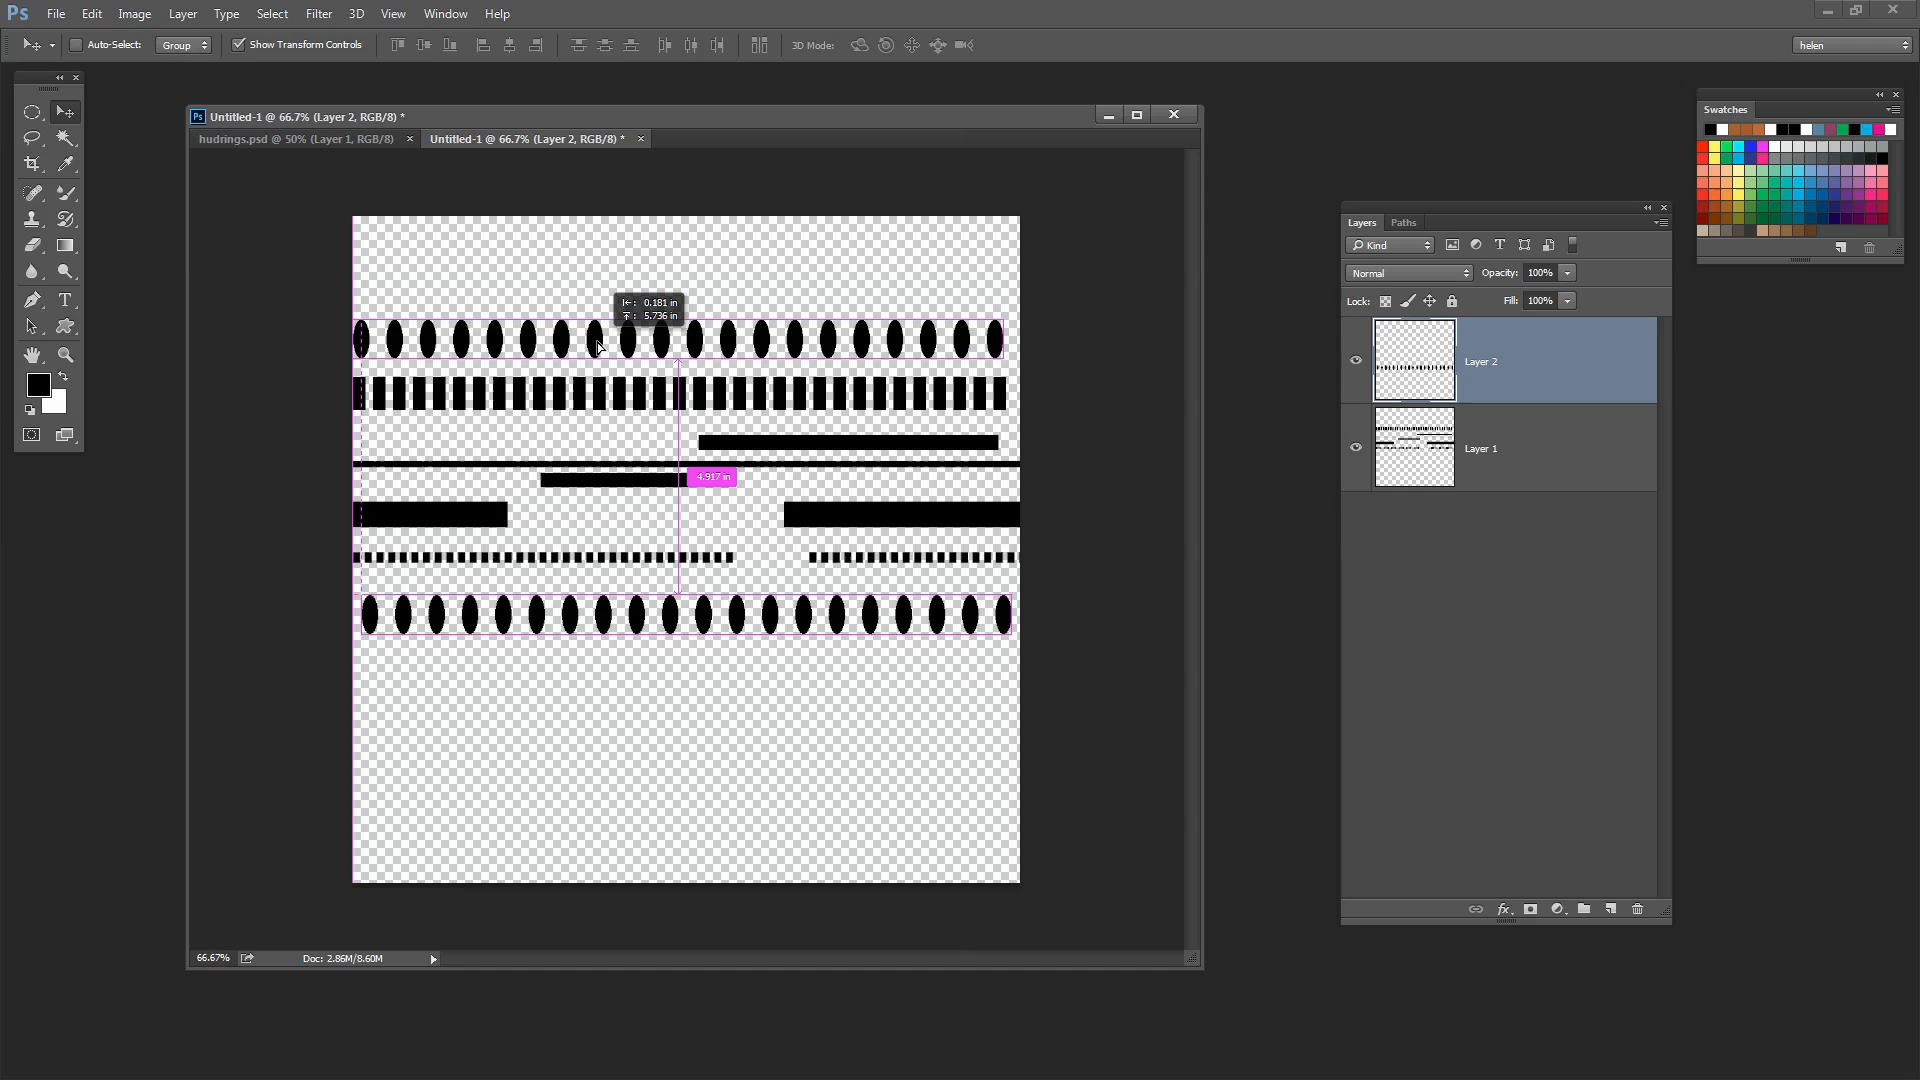 Ps File Edit Image Layer Type Select Filter 3D View Window Help
Auto-Select: Group Show Transform Controls 3D Mode: helen
Ps Untitled-1 @ 66.7% (Layer 2, RGB/8) *
hudrings.psd @ 50% (Layer 1, RGB/8) × Untitled-1 @ 66.7% (Layer 2, RGB/8) * ×
Swatches
Layers Paths
Kind
Normal Opacity: 100%
Lock: Fill: 100%
0.181 in
5.736 in
Layer 2
Layer 1
4.917 in
66.67% Doc: 2.86M/8.60M